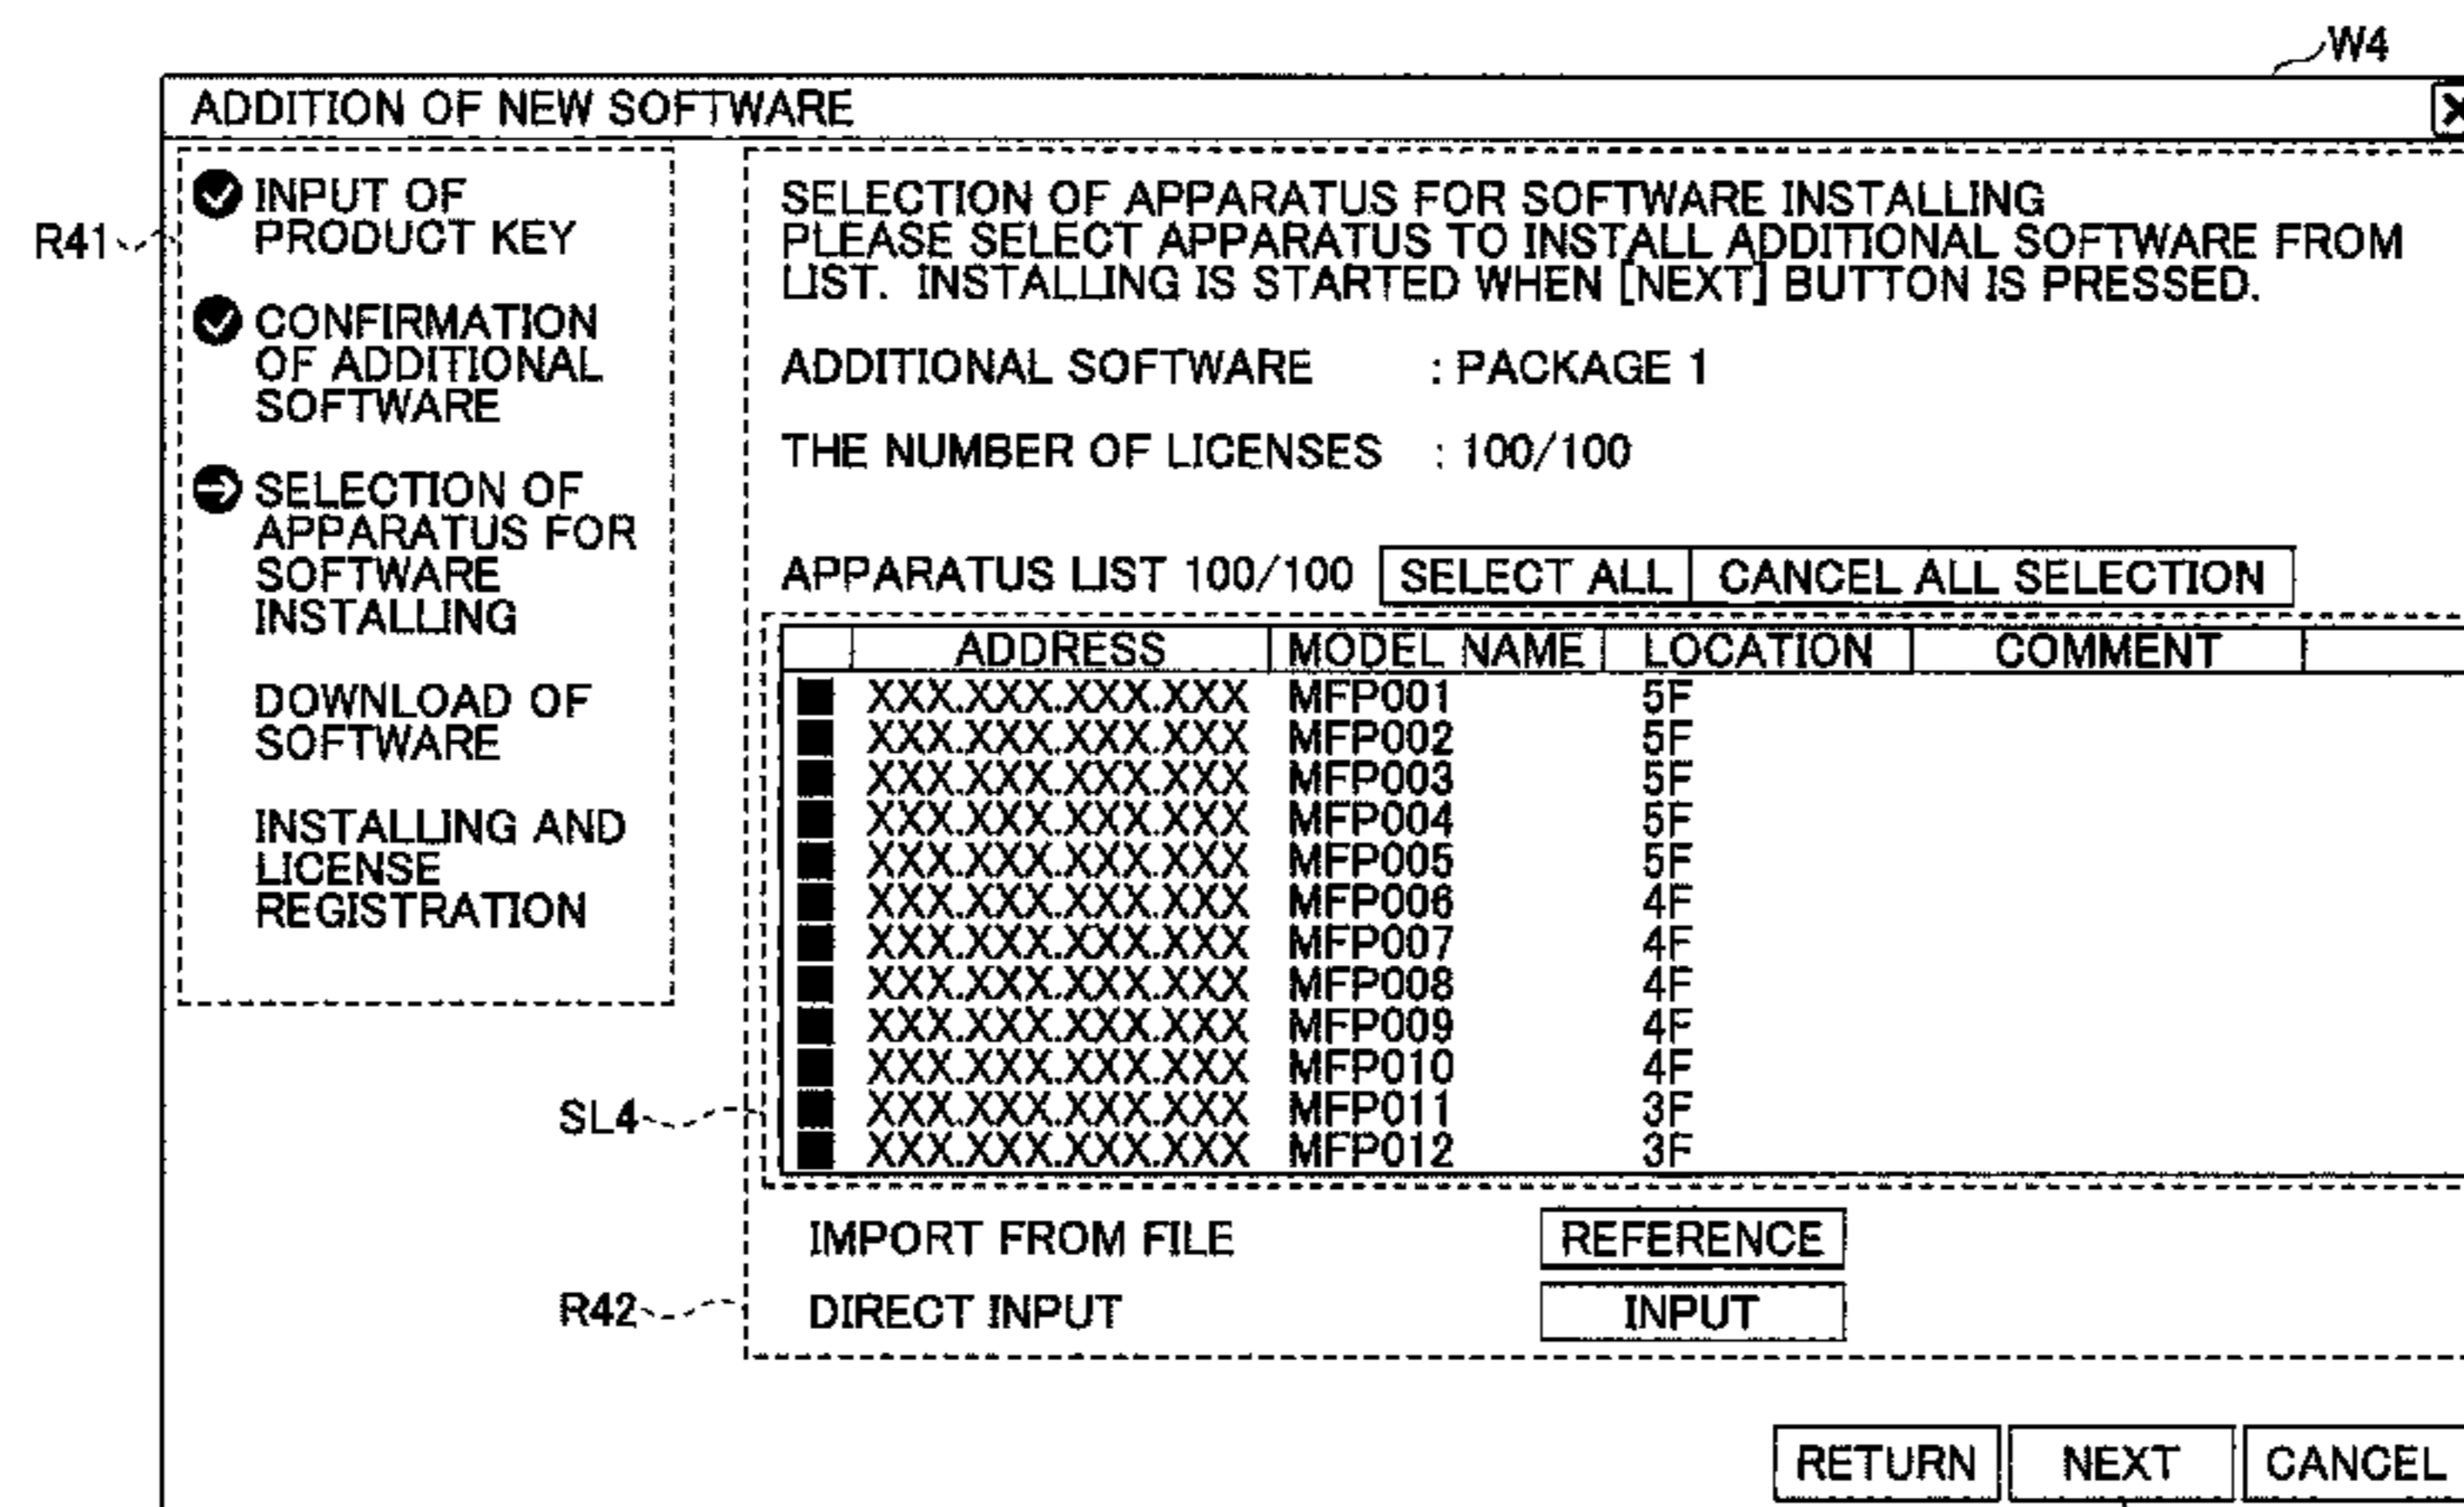 W4
ADDITION OF NEW SOFTWARE
R41
INPUT OF
PRODUCT KEY
CONFIRMATION
OF ADDITIONAL
SOFTWARE
SELECTION OF
APPARATUS FOR
SOFTWARE
INSTALLING
DOWNLOAD OF
SOFTWARE
INSTALLING AND
LICENSE
REGISTRATION
SELECTION OF APPARATUS FOR SOFTWARE INSTALLING
PLEASE SELECT APPARATUS TO INSTALL ADDITIONAL SOFTWARE FROM
LIST. INSTALLING IS STARTED WHEN [NEXT] BUTTON IS PRESSED.
ADDITIONAL SOFTWARE : PACKAGE 1
THE NUMBER OF LICENSES : 100/100
APPARATUS LIST 100/100 SELECT ALL CANCEL ALL SELECTION
ADDRESS MODEL NAME LOCATION COMMENT
XXX.XXX.XXX.XXX MFP001 5F
XXX.XXX.XXX.XXX MFP002 5F
XXX.XXX.XXX.XXX MFP003 5F
XXX.XXX.XXX.XXX MFP004 5F
XXX.XXX.XXX.XXX MFP005 5F
XXX.XXX.XXX.XXX MFP006 4F
XXX.XXX.XXX.XXX MFP007 4F
XXX.XXX.XXX.XXX MFP008 4F
XXX.XXX.XXX.XXX MFP009 4F
XXX.XXX.XXX.XXX MFP010 4F
XXX.XXX.XXX.XXX MFP011 3F
XXX.XXX.XXX.XXX MFP012 3F
SL4
IMPORT FROM FILE REFERENCE
R42
DIRECT INPUT INPUT
RETURN NEXT CANCEL